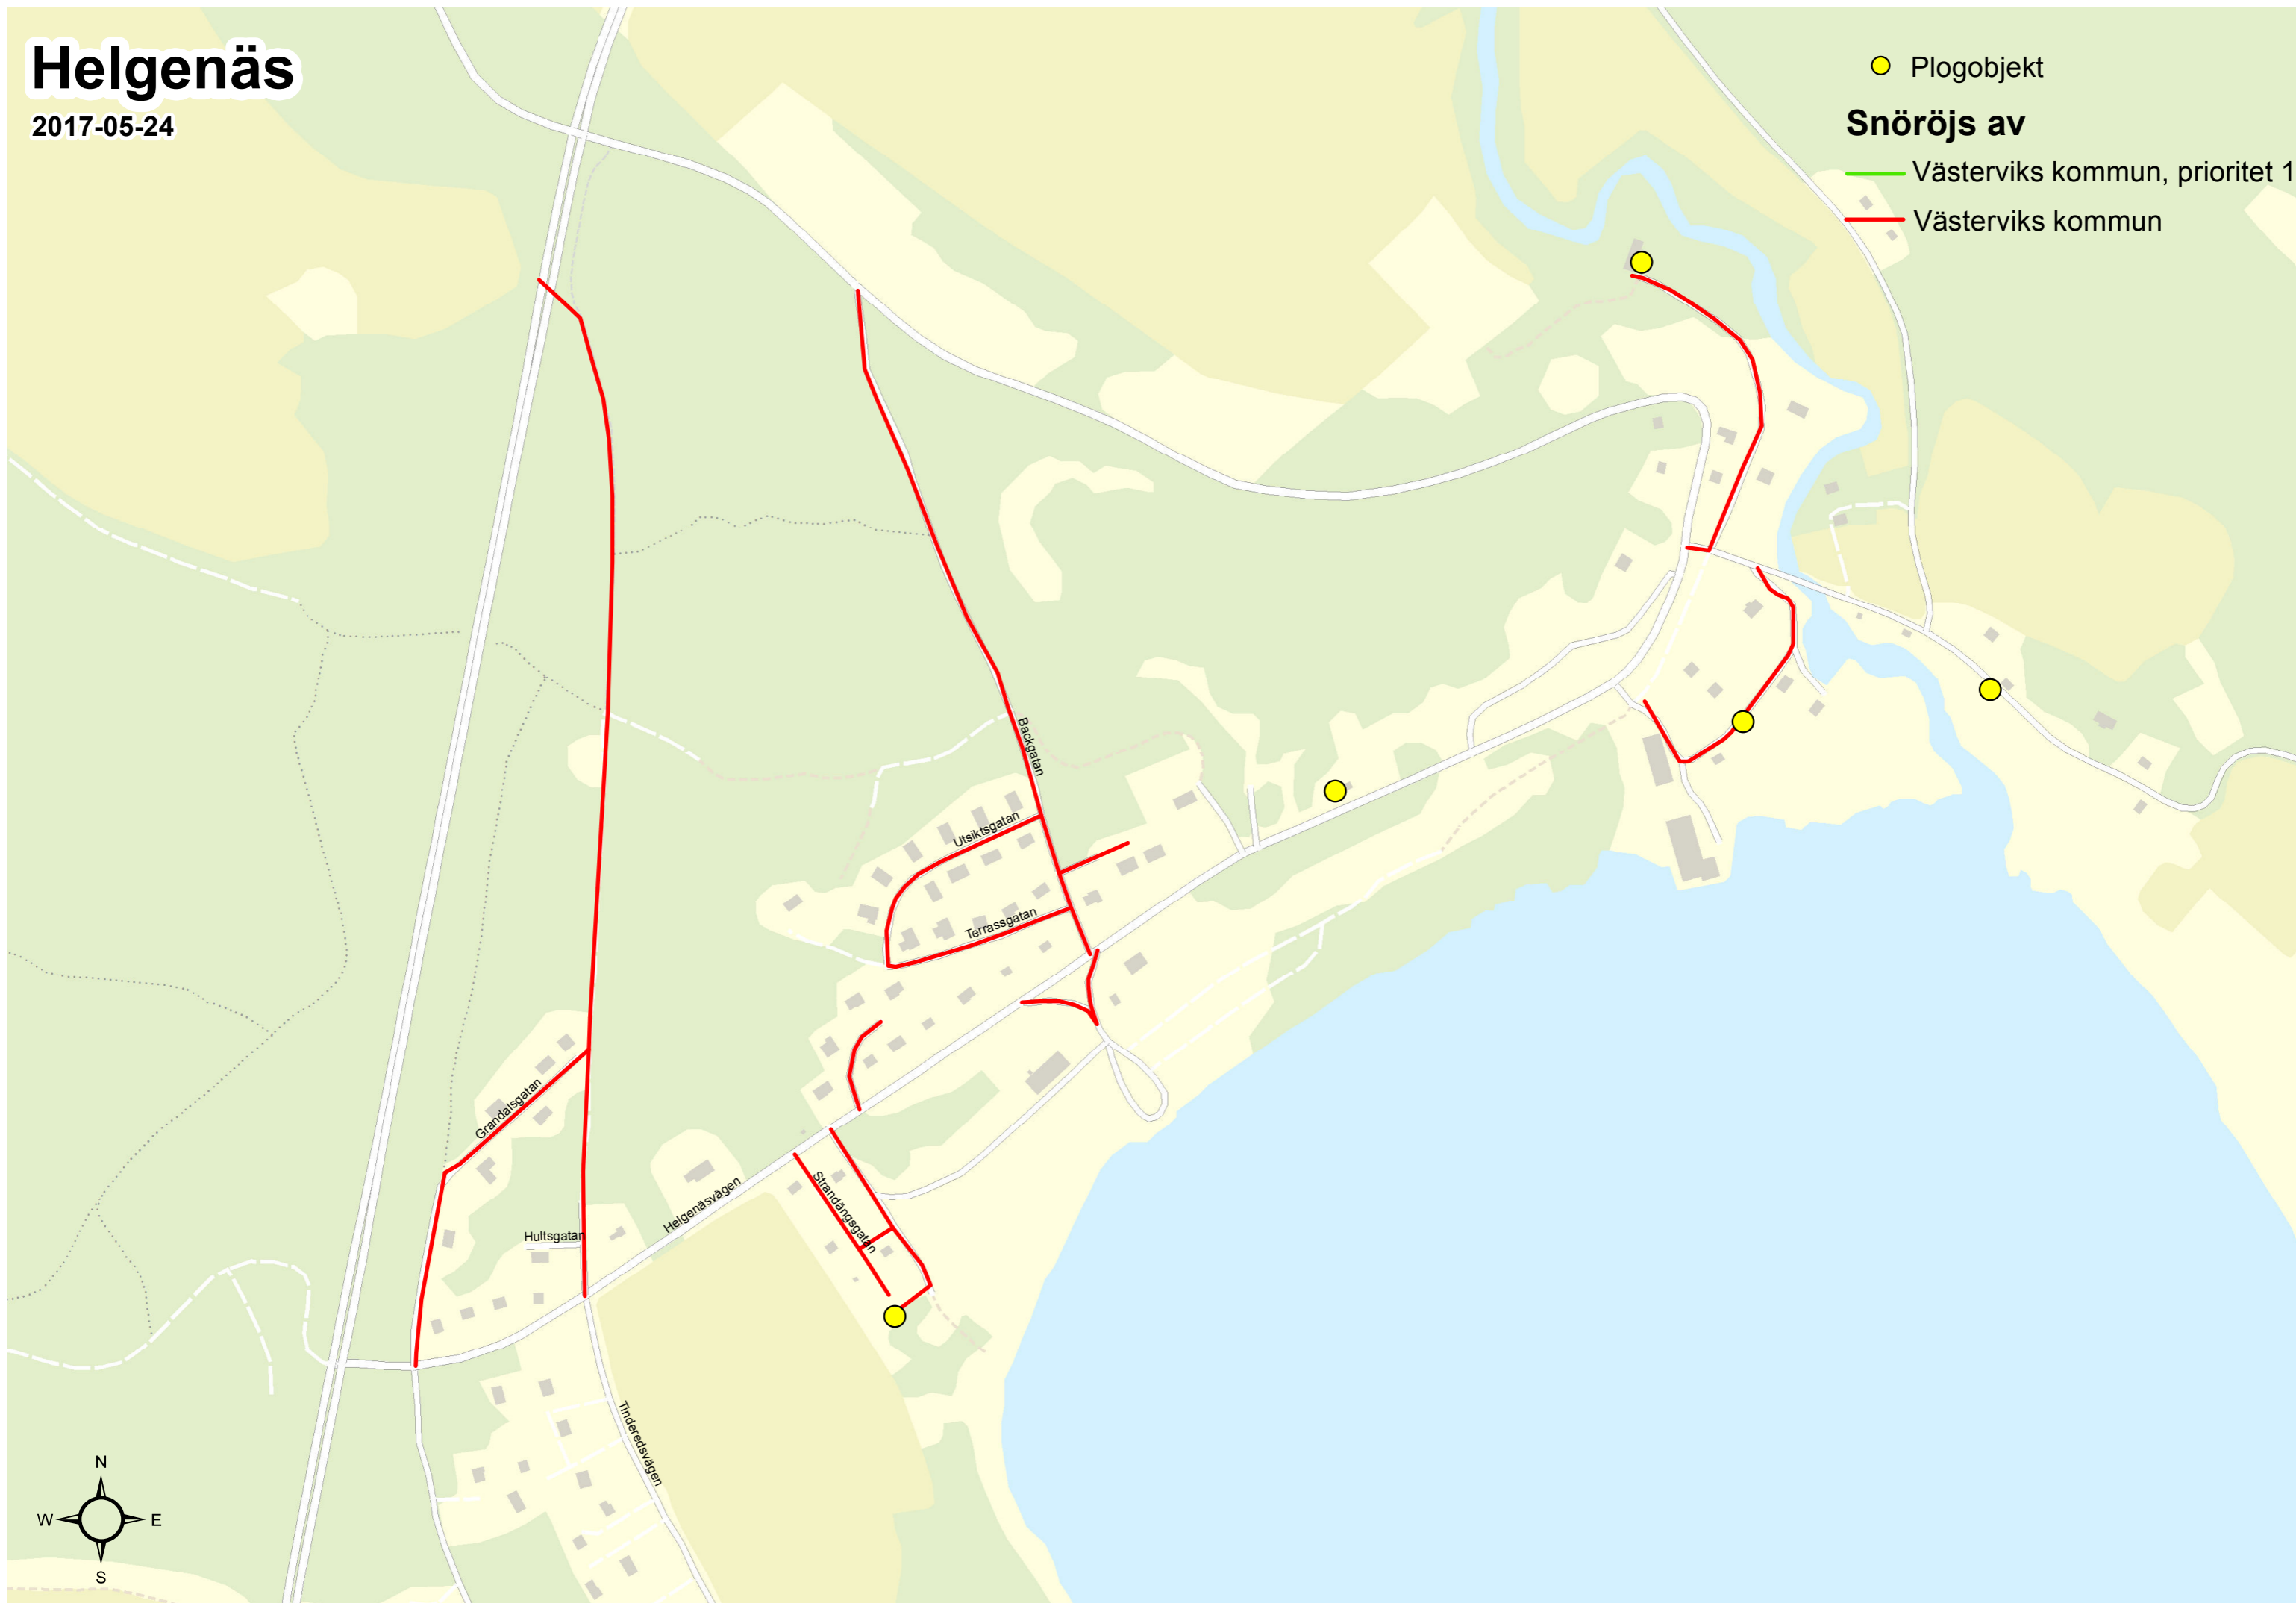 Helgenäs
2017-05-24
Plogobjekt
Snöröjs av
Västerviks kommun, prioritet 1
Västerviks kommun
Backgatan
Utsiktsgatan
Terrassgatan
Grandalsgatan
Strandängsgatan
Helgenäsvägen
Hultsgatan
Tinderedsvägen
N
W E
S